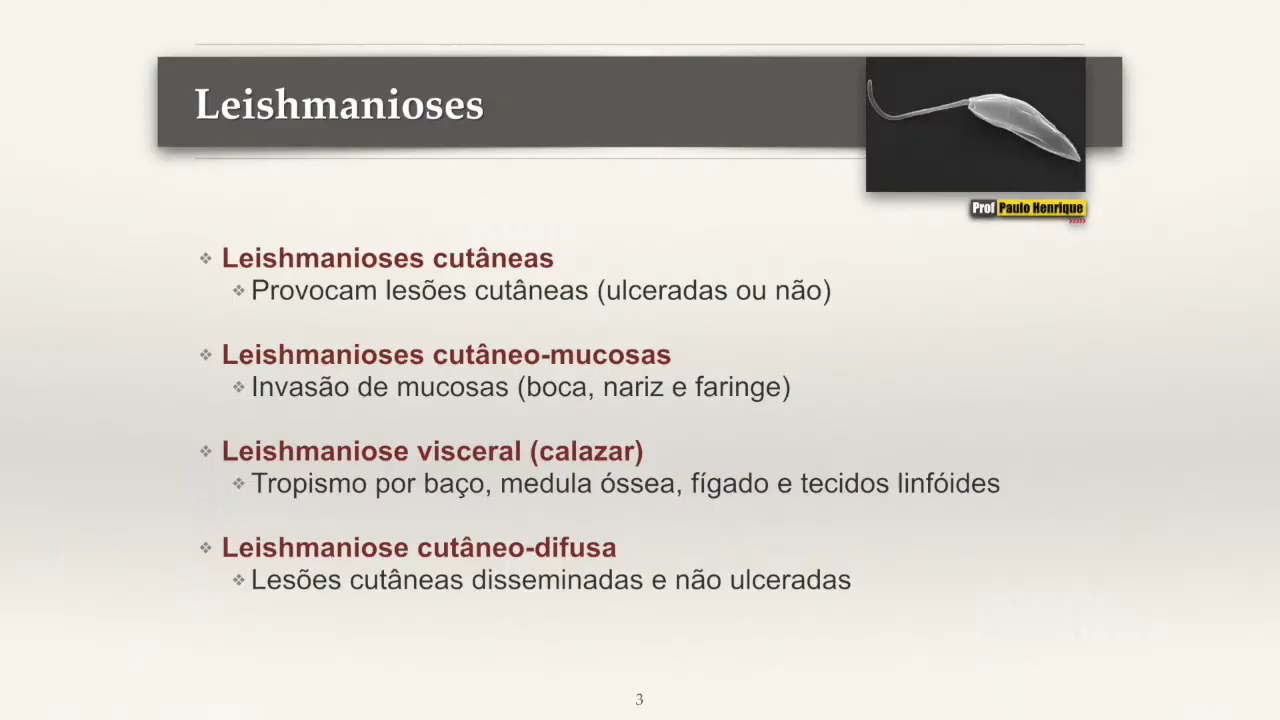 Leishmanioses
Prof Paulo Henrique
Leishmanioses cutâneas
Provocam lesões cutâneas (ulceradas ou não)
Leishmanioses cutâneo-mucosas
Invasão de mucosas (boca, nariz e faringe)
Leishmaniose visceral (calazar)
Tropismo por baço, medula óssea, fígado e tecidos linfóides
Leishmaniose cutâneo-difusa
Lesões cutâneas disseminadas e não ulceradas
3